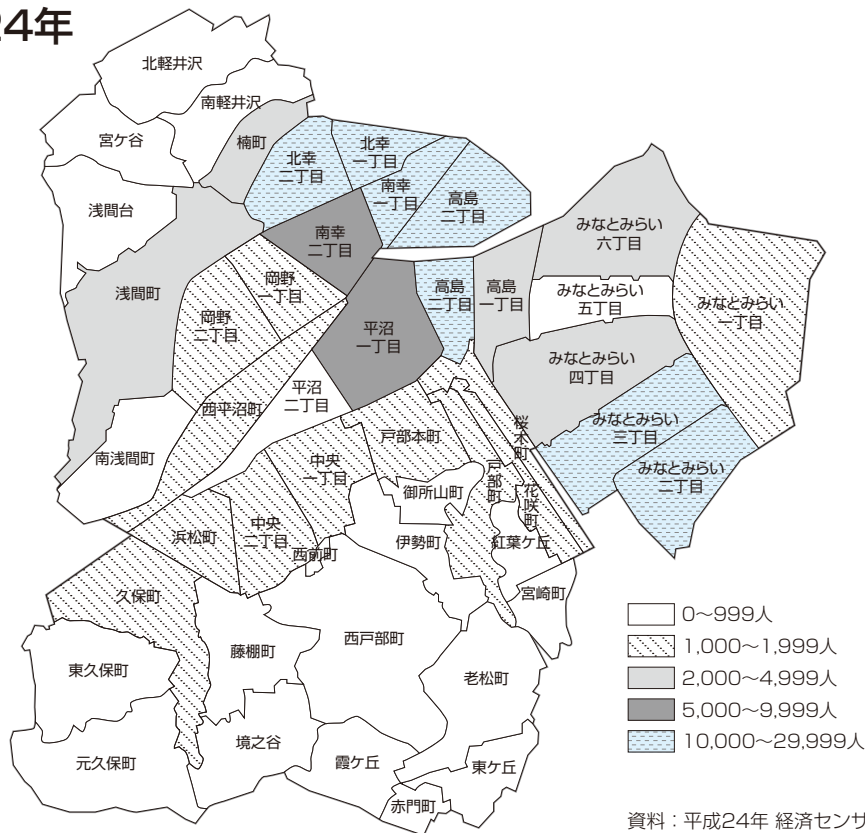 24年
北軽井沢
南軽井沢
宮ケ谷
楠町
浅間台
北幸
二丁目
北幸
一丁目
南幸
一丁目
高島
二丁目
南幸
二丁目
浅間町
岡野
一丁目
岡野
二丁目
平沼
一丁目
高島
二丁目
高島
一丁目
みなとみらい
六丁目
みなとみらい
五丁目
みなとみらい
一丁目
みなとみらい
四丁目
みなとみらい
三丁目
みなとみらい
二丁目
西平沼町
平沼
二丁目
南浅間町
戸部本町
桜木町
中央
一丁目
御所山町
戸部町
花咲町
浜松町
中央
二丁目
西前町
伊勢町
紅葉ケ丘
宮崎町
久保町
東久保町
藤棚町
西戸部町
老松町
元久保町
境之谷
霞ケ丘
東ケ丘
赤門町
0〜999人
1,000〜1,999人
2,000〜4,999人
5,000〜9,999人
10,000〜29,999人
資料：平成24年 経済センサ